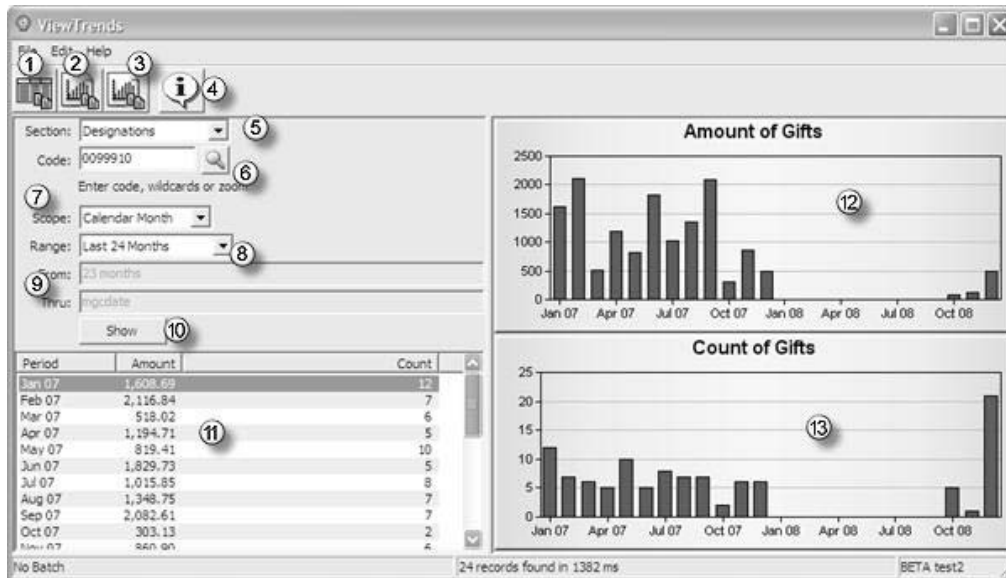 ViewTrends
File Edit Help
1 2 3 4
Section: Designations 5
Code: 0099910 6
Enter code, wildcards or zoom
7
Scope: Calendar Month
Range: Last 24 Months 8
From: 23 months
9
Thru: mgcdate
Show 10
Period Amount Count
Jan 07 1,608.69 12
Feb 07 2,116.84 7
Mar 07 518.02 6
Apr 07 1,194.71 5
11
May 07 819.41 10
Jun 07 1,829.73 5
Jul 07 1,015.85 8
Aug 07 1,348.75 7
Sep 07 2,082.61 7
Oct 07 303.13 2
Nov 07 860.90 6
Amount of Gifts
2500
2000
1500
1000
500
0
12
Jan 07 Apr 07 Jul 07 Oct 07 Jan 08 Apr 08 Jul 08 Oct 08
Count of Gifts
25
20
15
10
5
0
13
Jan 07 Apr 07 Jul 07 Oct 07 Jan 08 Apr 08 Jul 08 Oct 08
No Batch 24 records found in 1382 ms BETA test2